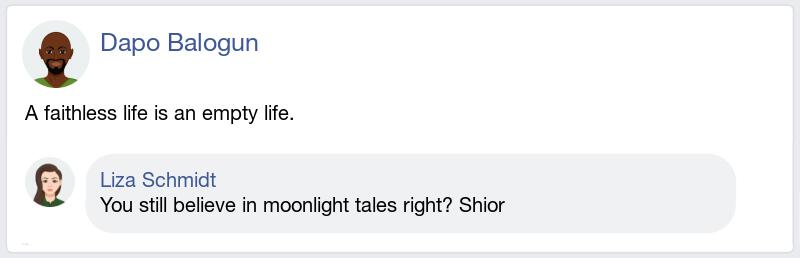 Dapo Balogun
A faithless life is an empty life.
Liza Schmidt
You still believe in moonlight tales right? Shior